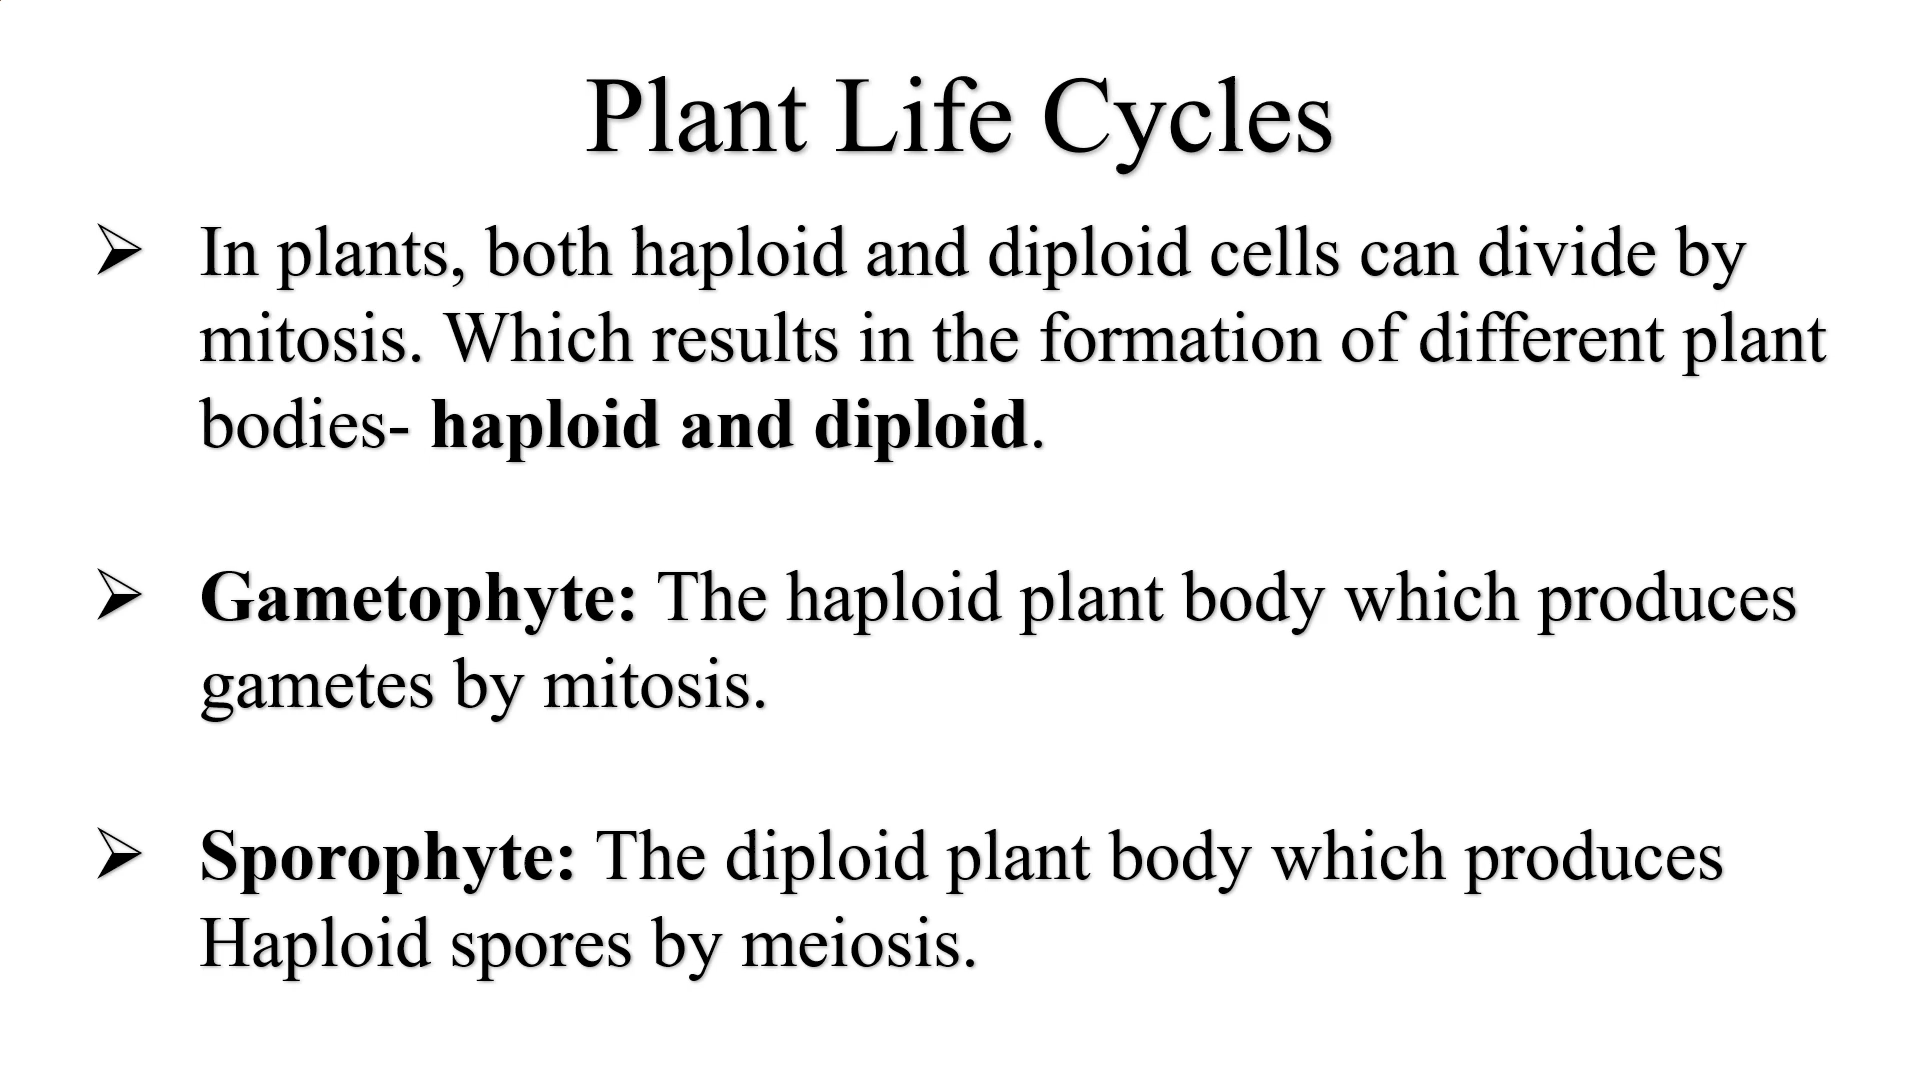 Plant Life Cycles
➢ In plants, both haploid and diploid cells can divide by
mitosis. Which results in the formation of different plant
bodies- haploid and diploid.
➢ Gametophyte: The haploid plant body which produces
gametes by mitosis.
➢ Sporophyte: The diploid plant body which produces
Haploid spores by meiosis.